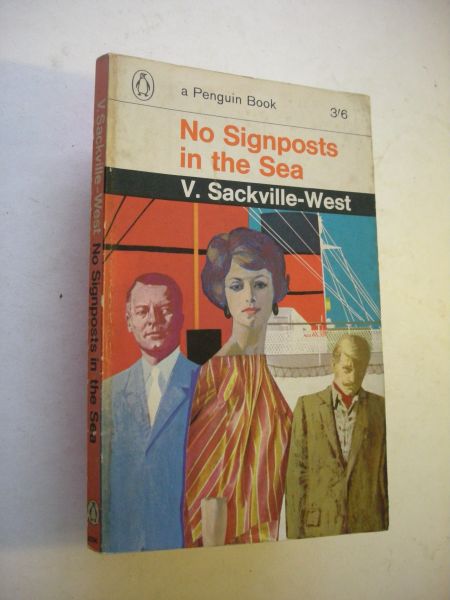 a Penguin Book
3/6
No Signposts
in the Sea
V. Sackville-West
V Sackville-West No Signposts in the Sea